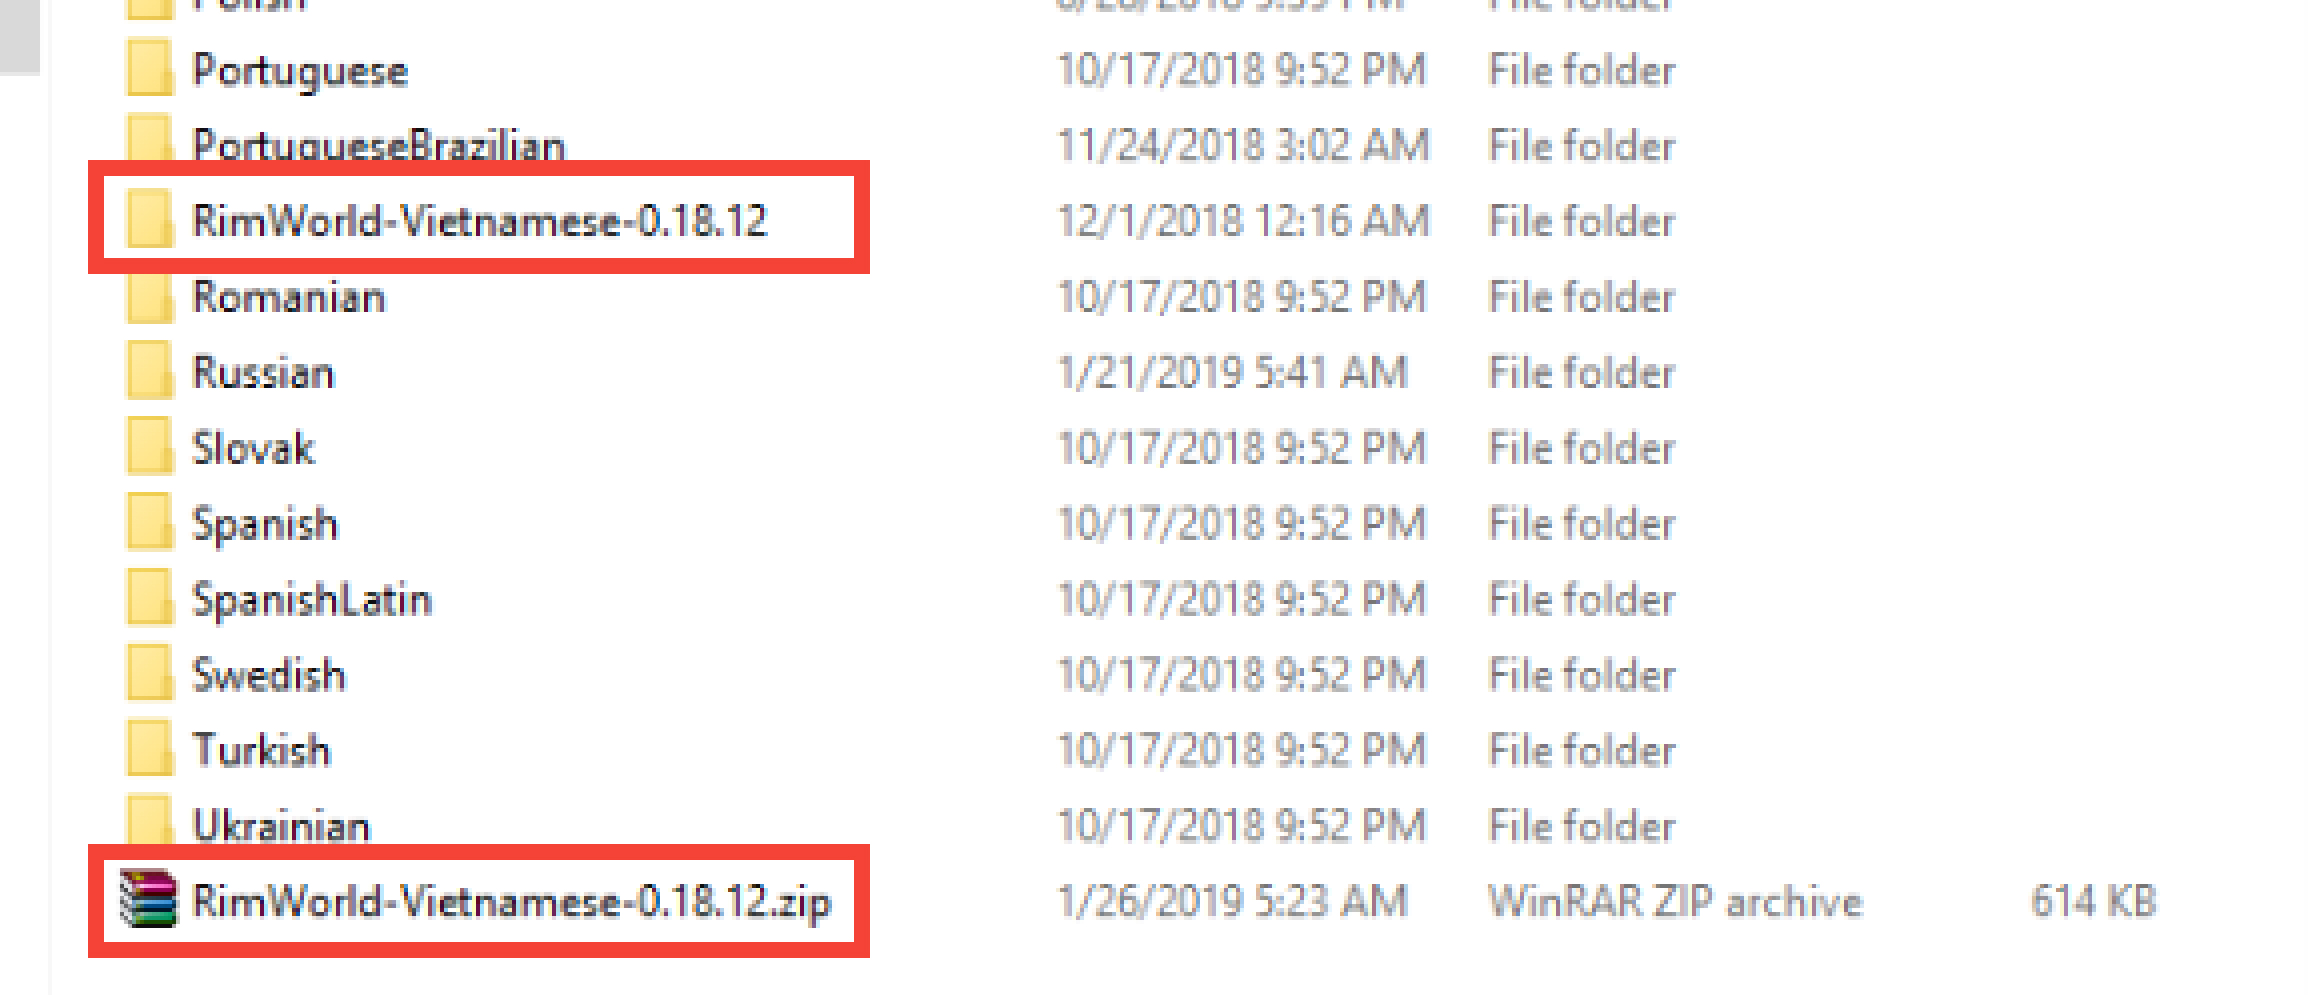 Portuguese 10/17/2018 9:52 PM File folder
PortugueseBrazilian 11/24/2018 3:02 AM File folder
RimWorld-Vietnamese-0.18.12 12/1/2018 12:16 AM File folder
Romanian 10/17/2018 9:52 PM File folder
Russian 1/21/2019 5:41 AM File folder
Slovak 10/17/2018 9:52 PM File folder
Spanish 10/17/2018 9:52 PM File folder
SpanishLatin 10/17/2018 9:52 PM File folder
Swedish 10/17/2018 9:52 PM File folder
Turkish 10/17/2018 9:52 PM File folder
Ukrainian 10/17/2018 9:52 PM File folder
RimWorld-Vietnamese-0.18.12.zip 1/26/2019 5:23 AM WinRAR ZIP archive 614 KB